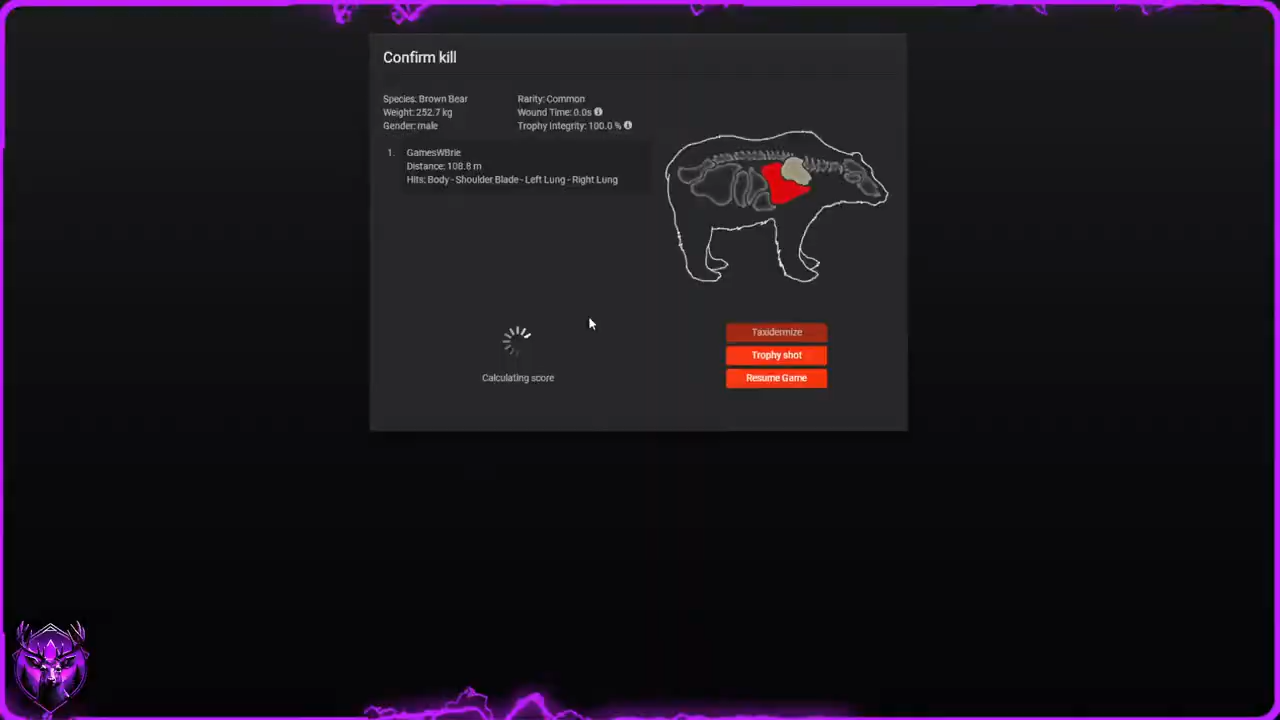 Confirm kill
Species: Brown Bear
Rarity: Common
Weight: 252.7 kg
Wound Time: 0.0s
Gender: male
Trophy Integrity: 100.0 %
1. GamesWBrie
Distance: 108.8 m
Hits: Body - Shoulder Blade - Left Lung - Right Lung
Calculating score
Taxidermize
Trophy shot
Resume Game